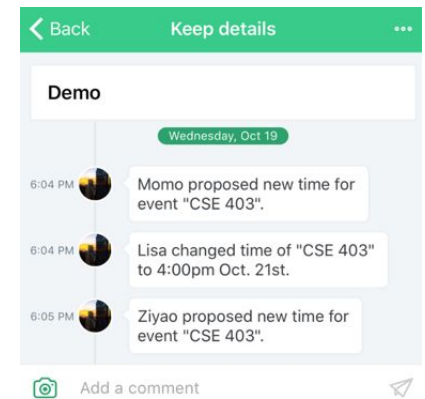 Back Keep details
Demo
Wednesday, Oct 19
6:04 PM Momo proposed new time for
event "CSE 403".
6:04 PM Lisa changed time of "CSE 403"
to 4:00pm Oct. 21st.
6:05 PM Ziyao proposed new time for
event "CSE 403".
Add a comment